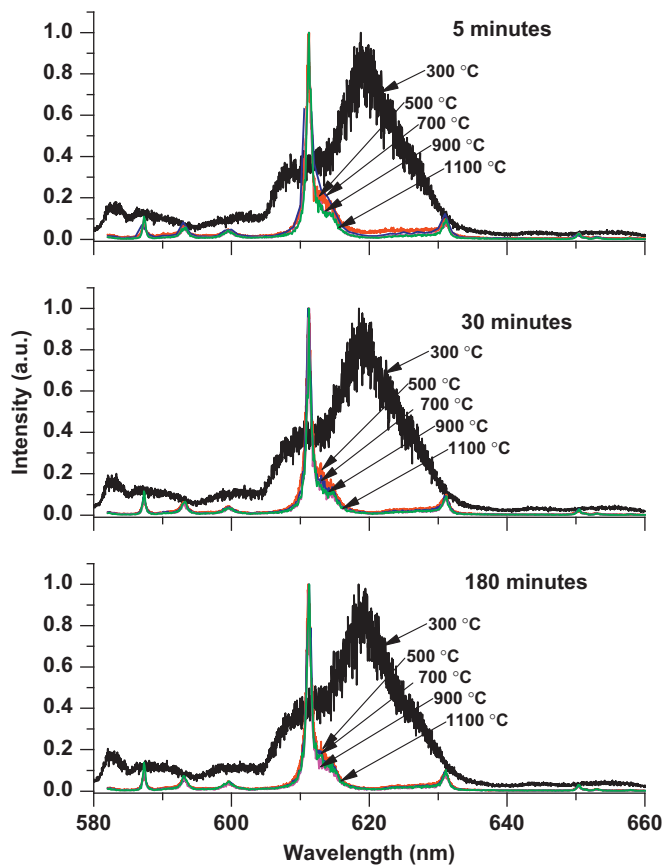 5 minutes
1.0
0.8
0.6
0.4
0.2
0.0
300 °C
500 °C
700 °C
900 °C
1100 °C
30 minutes
1.0
0.8
0.6
0.4
0.2
0.0
300 °C
500 °C
700 °C
900 °C
1100 °C
Intensity (a.u.)
180 minutes
1.0
0.8
0.6
0.4
0.2
0.0
300 °C
500 °C
700 °C
900 °C
1100 °C
580 600 620 640 660
Wavelength (nm)